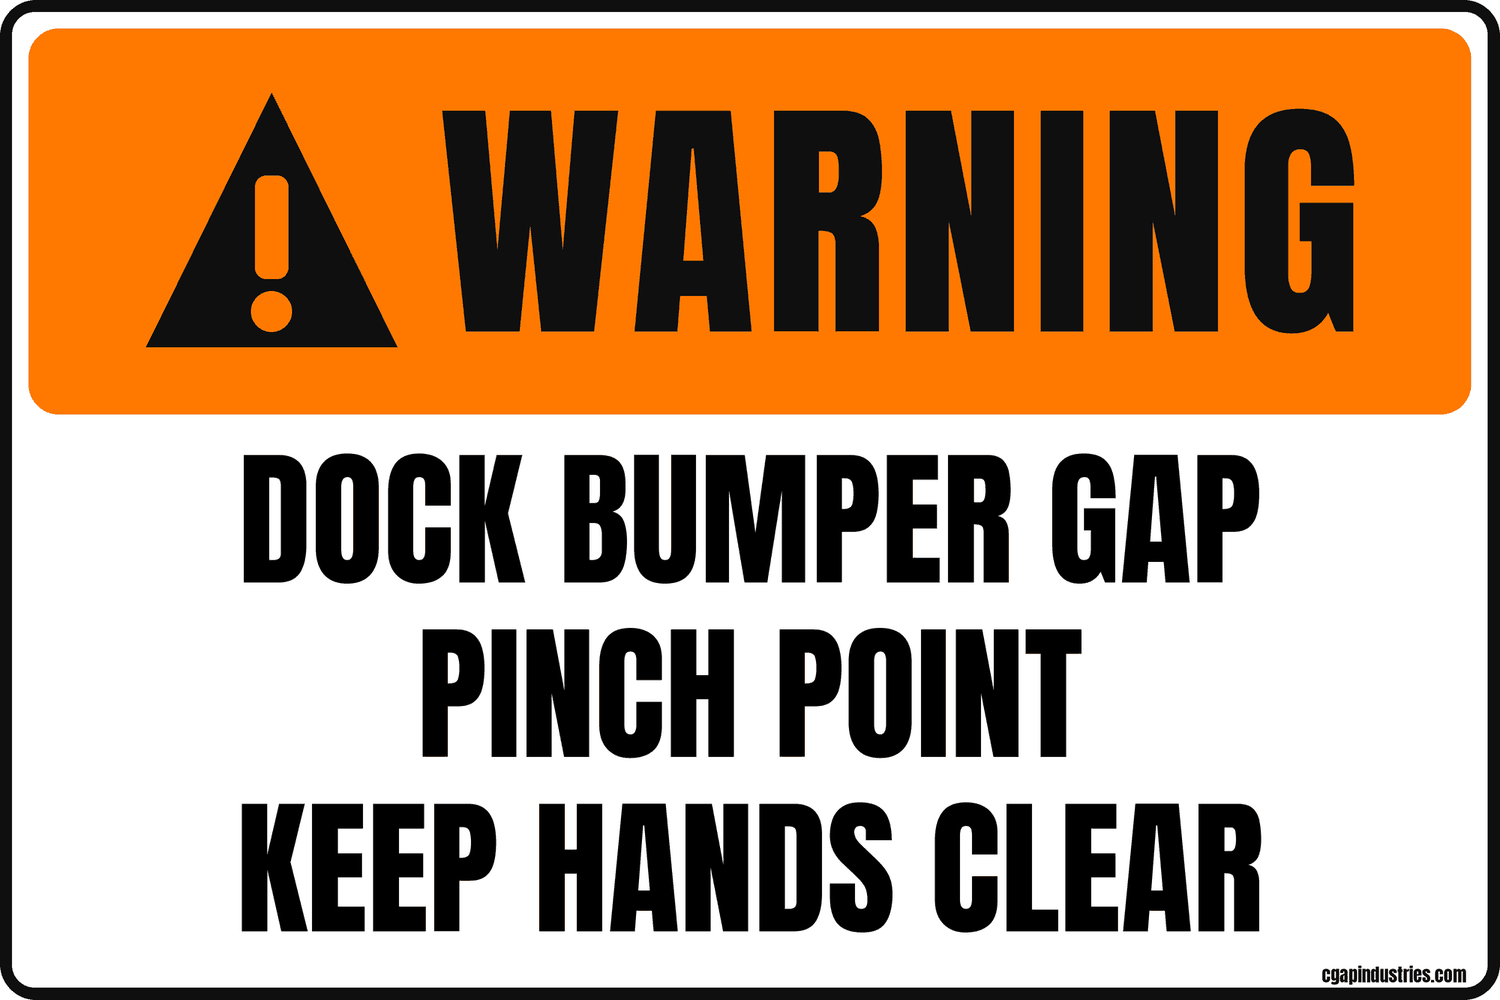 WARNING
DOCK BUMPER GAP
PINCH POINT
KEEP HANDS CLEAR
cgapindustries.com